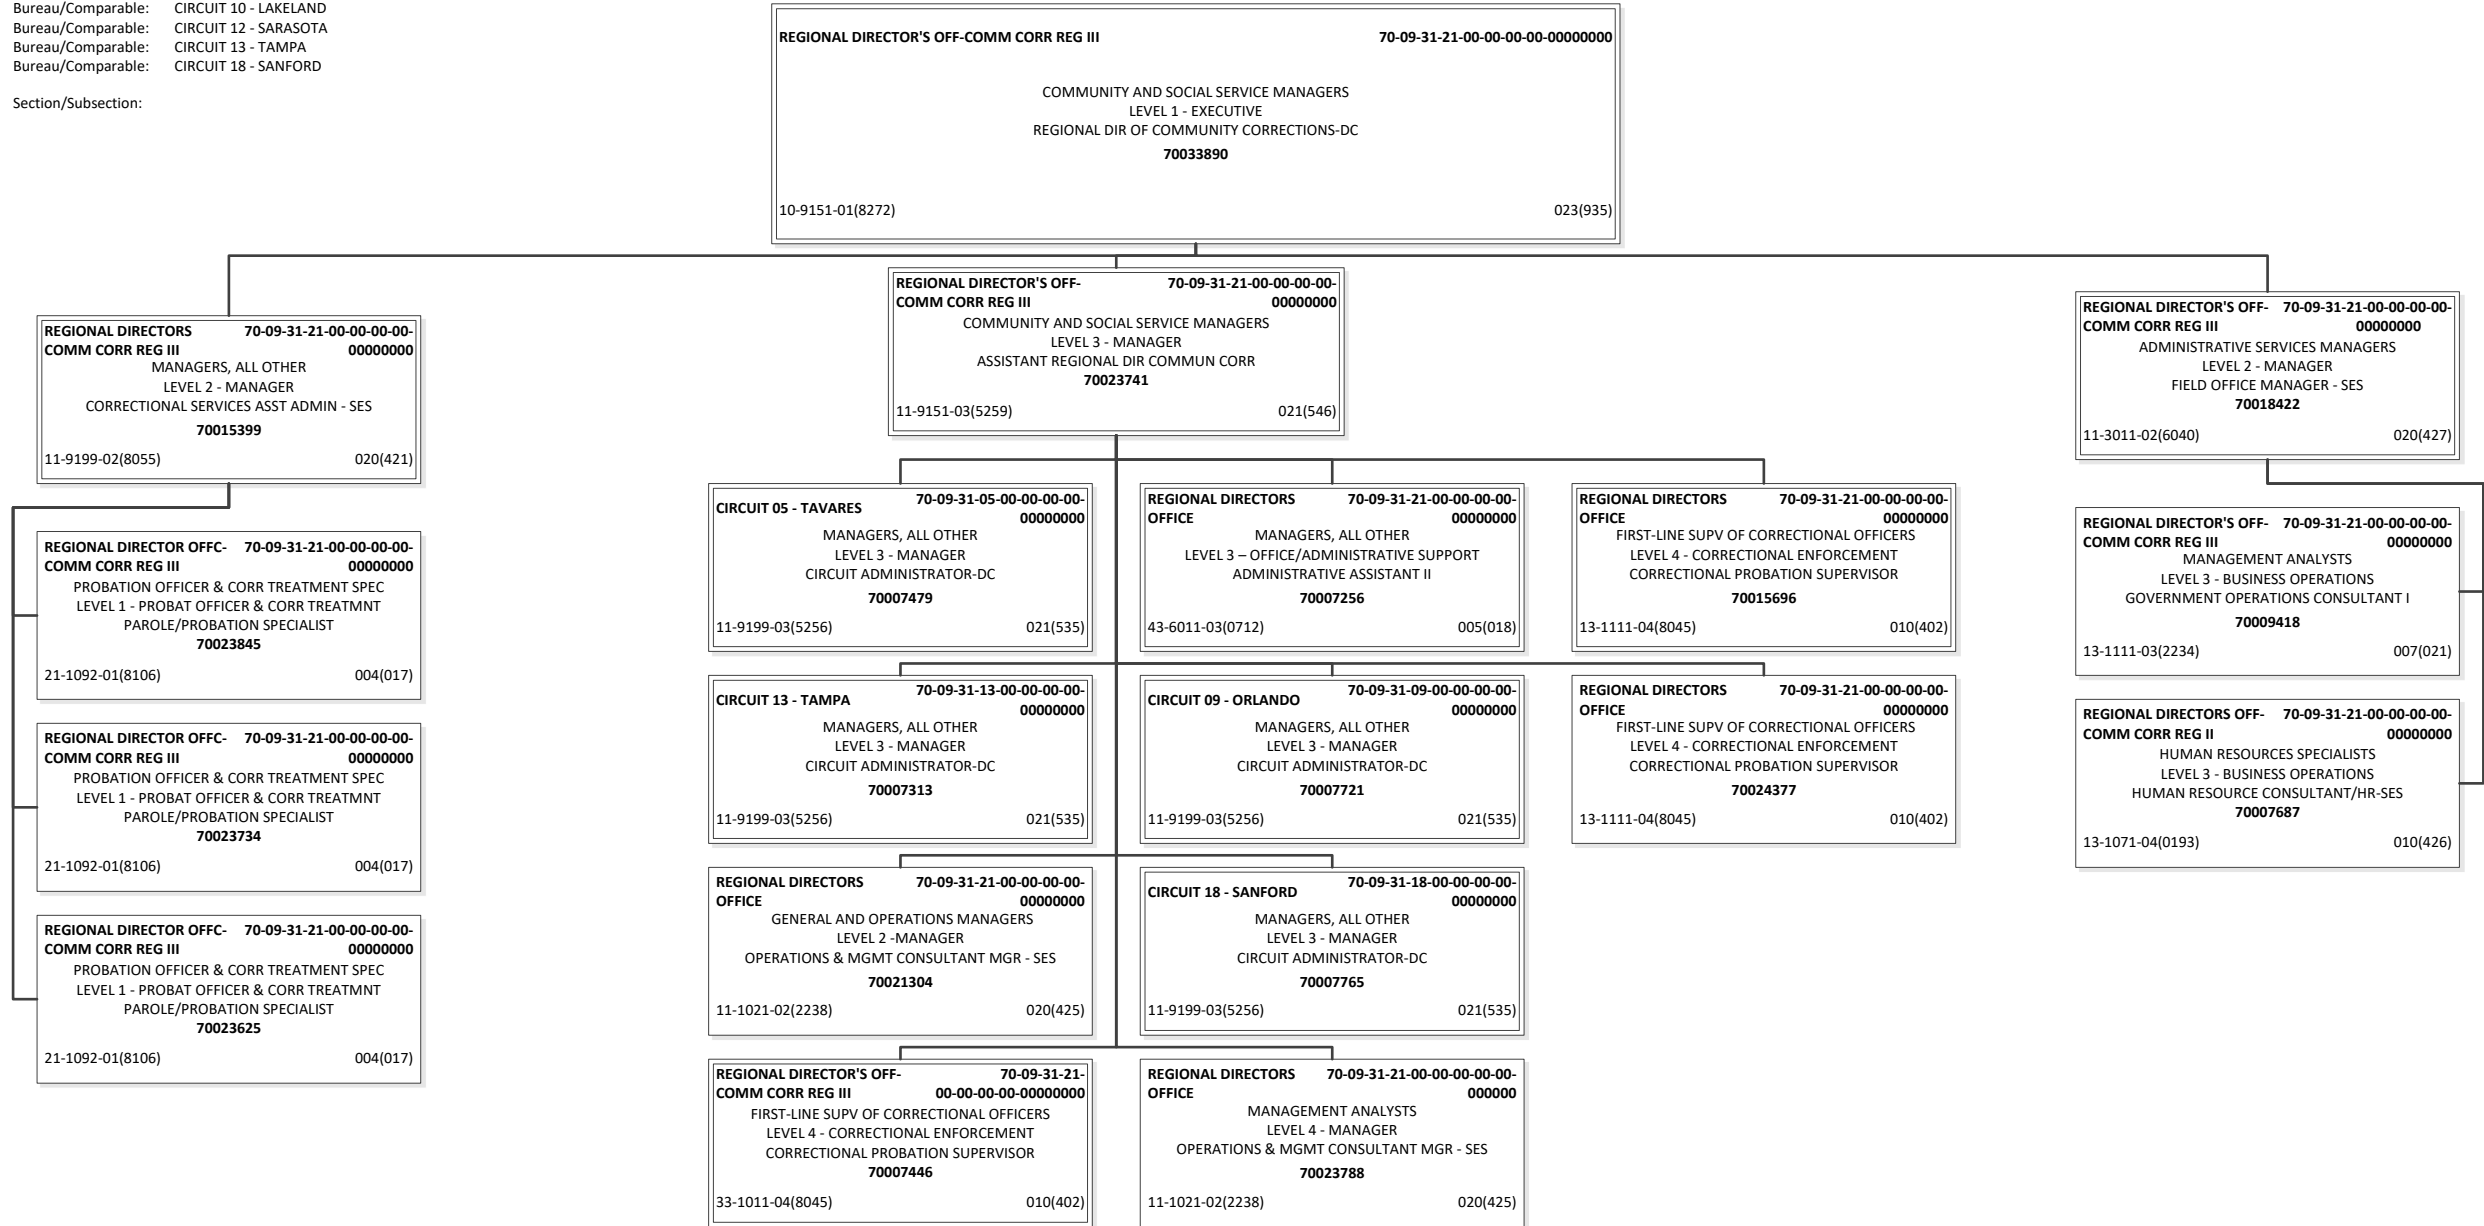 Bureau/Comparable: CIRCUIT 10 - LAKELAND
Bureau/Comparable: CIRCUIT 12 - SARASOTA
Bureau/Comparable: CIRCUIT 13 - TAMPA
Bureau/Comparable: CIRCUIT 18 - SANFORD
Section/Subsection:
REGIONAL DIRECTOR'S OFF-COMM CORR REG III 70-09-31-21-00-00-00-00-00000000
COMMUNITY AND SOCIAL SERVICE MANAGERS
LEVEL 1 - EXECUTIVE
REGIONAL DIR OF COMMUNITY CORRECTIONS-DC
70033890
10-9151-01(8272) 023(935)
REGIONAL DIRECTORS 70-09-31-21-00-00-00-00-
COMM CORR REG III 00000000
MANAGERS, ALL OTHER
LEVEL 2 - MANAGER
CORRECTIONAL SERVICES ASST ADMIN - SES
70015399
11-9199-02(8055) 020(421)
REGIONAL DIRECTOR OFFC- 70-09-31-21-00-00-00-00-
COMM CORR REG III 00000000
PROBATION OFFICER & CORR TREATMENT SPEC
LEVEL 1 - PROBAT OFFICER & CORR TREATMNT
PAROLE/PROBATION SPECIALIST
70023845
21-1092-01(8106) 004(017)
REGIONAL DIRECTOR OFFC- 70-09-31-21-00-00-00-00-
COMM CORR REG III 00000000
PROBATION OFFICER & CORR TREATMENT SPEC
LEVEL 1 - PROBAT OFFICER & CORR TREATMNT
PAROLE/PROBATION SPECIALIST
70023734
21-1092-01(8106) 004(017)
REGIONAL DIRECTOR OFFC- 70-09-31-21-00-00-00-00-
COMM CORR REG III 00000000
PROBATION OFFICER & CORR TREATMENT SPEC
LEVEL 1 - PROBAT OFFICER & CORR TREATMNT
PAROLE/PROBATION SPECIALIST
70023625
21-1092-01(8106) 004(017)
REGIONAL DIRECTOR'S OFF- 70-09-31-21-00-00-00-00-
COMM CORR REG III 00000000
COMMUNITY AND SOCIAL SERVICE MANAGERS
LEVEL 3 - MANAGER
ASSISTANT REGIONAL DIR COMMUN CORR
70023741
11-9151-03(5259) 021(546)
CIRCUIT 05 - TAVARES 70-09-31-05-00-00-00-00-
00000000
MANAGERS, ALL OTHER
LEVEL 3 - MANAGER
CIRCUIT ADMINISTRATOR-DC
70007479
11-9199-03(5256) 021(535)
REGIONAL DIRECTORS 70-09-31-21-00-00-00-00-
OFFICE 00000000
MANAGERS, ALL OTHER
LEVEL 3 – OFFICE/ADMINISTRATIVE SUPPORT
ADMINISTRATIVE ASSISTANT II
70007256
43-6011-03(0712) 005(018)
REGIONAL DIRECTORS 70-09-31-21-00-00-00-00-
OFFICE 00000000
FIRST-LINE SUPV OF CORRECTIONAL OFFICERS
LEVEL 4 - CORRECTIONAL ENFORCEMENT
CORRECTIONAL PROBATION SUPERVISOR
70015696
13-1111-04(8045) 010(402)
CIRCUIT 13 - TAMPA 70-09-31-13-00-00-00-00-
00000000
MANAGERS, ALL OTHER
LEVEL 3 - MANAGER
CIRCUIT ADMINISTRATOR-DC
70007313
11-9199-03(5256) 021(535)
CIRCUIT 09 - ORLANDO 70-09-31-09-00-00-00-00-
00000000
MANAGERS, ALL OTHER
LEVEL 3 - MANAGER
CIRCUIT ADMINISTRATOR-DC
70007721
11-9199-03(5256) 021(535)
REGIONAL DIRECTORS 70-09-31-21-00-00-00-00-
OFFICE 00000000
FIRST-LINE SUPV OF CORRECTIONAL OFFICERS
LEVEL 4 - CORRECTIONAL ENFORCEMENT
CORRECTIONAL PROBATION SUPERVISOR
70024377
13-1111-04(8045) 010(402)
REGIONAL DIRECTORS 70-09-31-21-00-00-00-00-
OFFICE 00000000
GENERAL AND OPERATIONS MANAGERS
LEVEL 2 -MANAGER
OPERATIONS & MGMT CONSULTANT MGR - SES
70021304
11-1021-02(2238) 020(425)
CIRCUIT 18 - SANFORD 70-09-31-18-00-00-00-00-
00000000
MANAGERS, ALL OTHER
LEVEL 3 - MANAGER
CIRCUIT ADMINISTRATOR-DC
70007765
11-9199-03(5256) 021(535)
REGIONAL DIRECTOR'S OFF- 70-09-31-21-
COMM CORR REG III 00-00-00-00-00000000
FIRST-LINE SUPV OF CORRECTIONAL OFFICERS
LEVEL 4 - CORRECTIONAL ENFORCEMENT
CORRECTIONAL PROBATION SUPERVISOR
70007446
33-1011-04(8045) 010(402)
REGIONAL DIRECTORS 70-09-31-21-00-00-00-00-00-
OFFICE 000000
MANAGEMENT ANALYSTS
LEVEL 4 - MANAGER
OPERATIONS & MGMT CONSULTANT MGR - SES
70023788
11-1021-02(2238) 020(425)
REGIONAL DIRECTOR'S OFF- 70-09-31-21-00-00-00-00-
COMM CORR REG III 00000000
ADMINISTRATIVE SERVICES MANAGERS
LEVEL 2 - MANAGER
FIELD OFFICE MANAGER - SES
70018422
11-3011-02(6040) 020(427)
REGIONAL DIRECTOR'S OFF- 70-09-31-21-00-00-00-00-
COMM CORR REG III 00000000
MANAGEMENT ANALYSTS
LEVEL 3 - BUSINESS OPERATIONS
GOVERNMENT OPERATIONS CONSULTANT I
70009418
13-1111-03(2234) 007(021)
REGIONAL DIRECTORS OFF- 70-09-31-21-00-00-00-00-
COMM CORR REG II 00000000
HUMAN RESOURCES SPECIALISTS
LEVEL 3 - BUSINESS OPERATIONS
HUMAN RESOURCE CONSULTANT/HR-SES
70007687
13-1071-04(0193) 010(426)